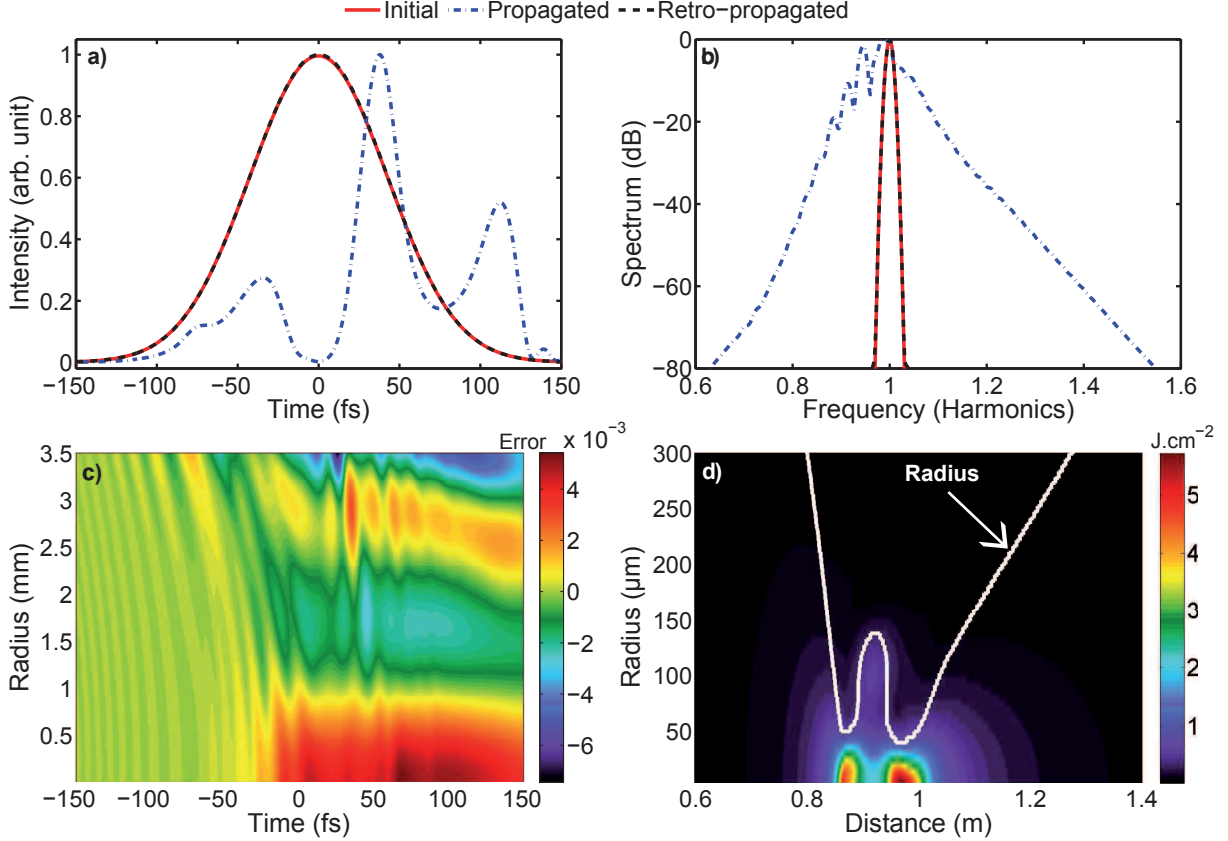 Initial Propagated Retro−propagated
a)
Intensity (arb. unit)
1
0.8
0.6
0.4
0.2
0
−150 −100 −50 0 50 100 150
Time (fs)
b)
Spectrum (dB)
0
−20
−40
−60
−80
0.6 0.8 1 1.2 1.4 1.6
Frequency (Harmonics)
c)
Radius (mm)
3.5
3
2.5
2
1.5
1
0.5
−150 −100 −50 0 50 100 150
Time (fs)
Error x 10⁻³
4
2
0
−2
−4
−6
d)
Radius
Radius (µm)
300
250
200
150
100
50
0.6 0.8 1 1.2 1.4
Distance (m)
J.cm⁻²
5
4
3
2
1